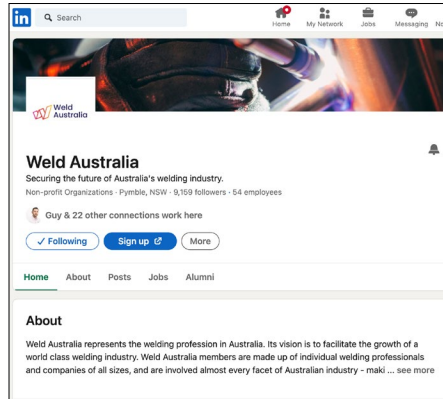 in
Search
Home
My Network
Jobs
Messaging
Weld
Australia
Weld Australia
Securing the future of Australia's welding industry.
Non-profit Organizations · Pymble, NSW · 9,159 followers · 54 employees
Guy & 22 other connections work here
✓ Following
Sign up
More
Home About Posts Jobs Alumni
About
Weld Australia represents the welding profession in Australia. Its vision is to facilitate the growth of a
world class welding industry. Weld Australia members are made up of individual welding professionals
and companies of all sizes, and are involved almost every facet of Australian industry - maki ... see more